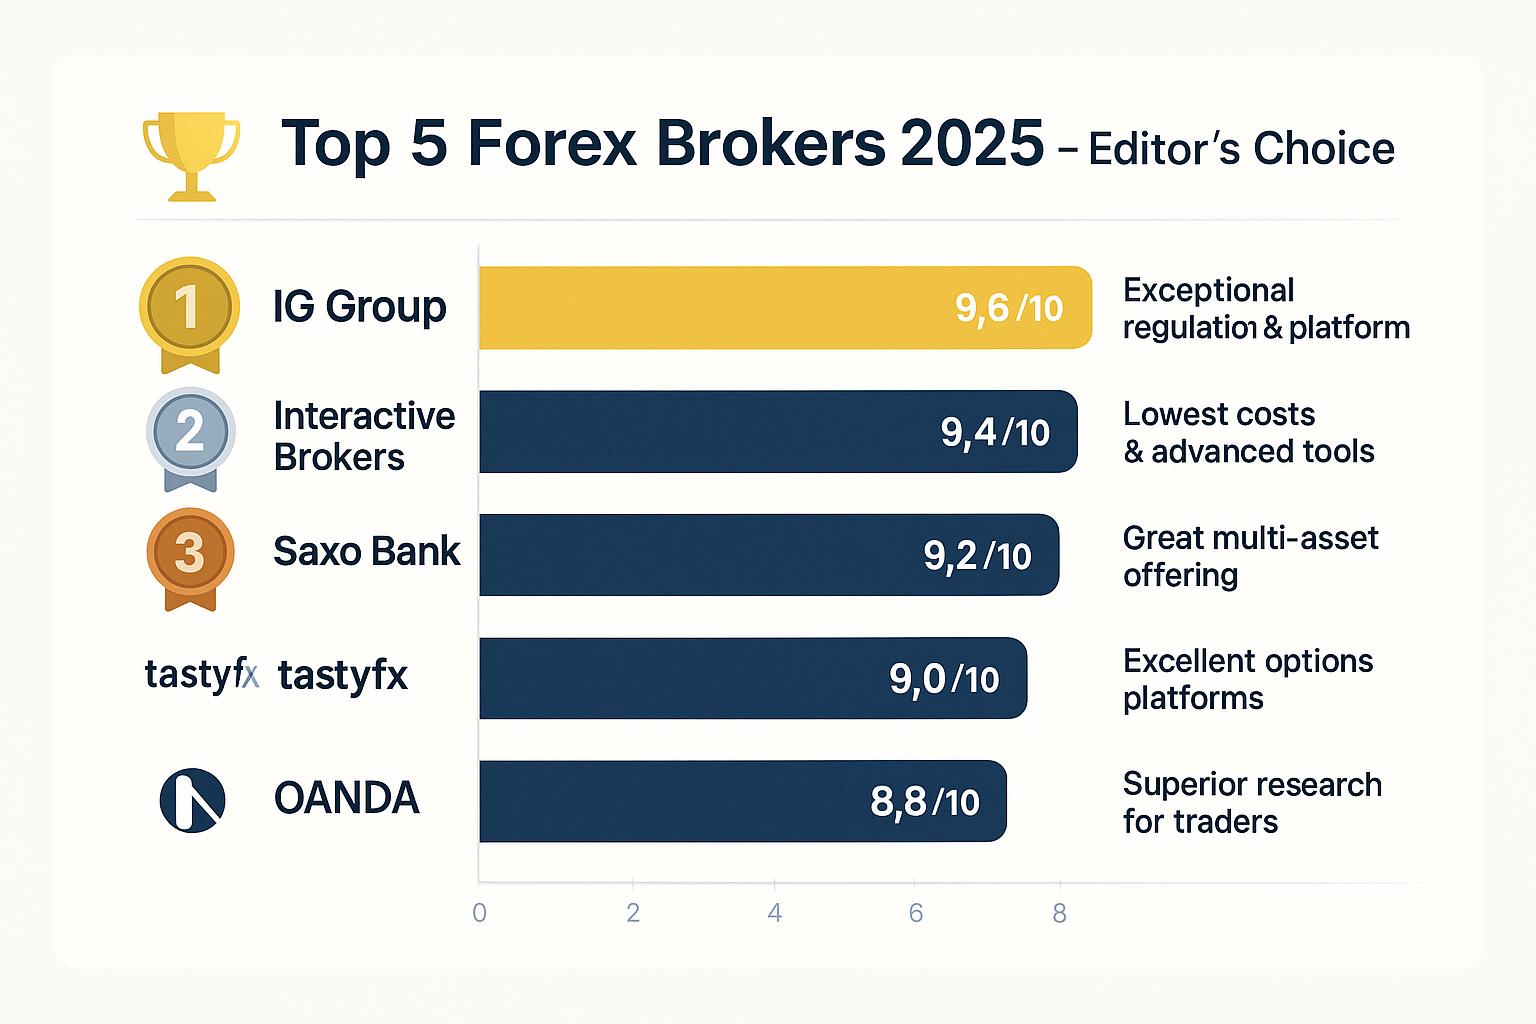 Top 5 Forex Brokers 2025 – Editor's Choice
1
IG Group
9,6/10
Exceptional
regulation & platform
2
Interactive
Brokers
9,4/10
Lowest costs
& advanced tools
3
Saxo Bank
9,2/10
Great multi-asset
offering
tastyfx
tastyfx
9,0/10
Excellent options
platforms
OANDA
8,8/10
Superior research
for traders
0 2 4 6 8